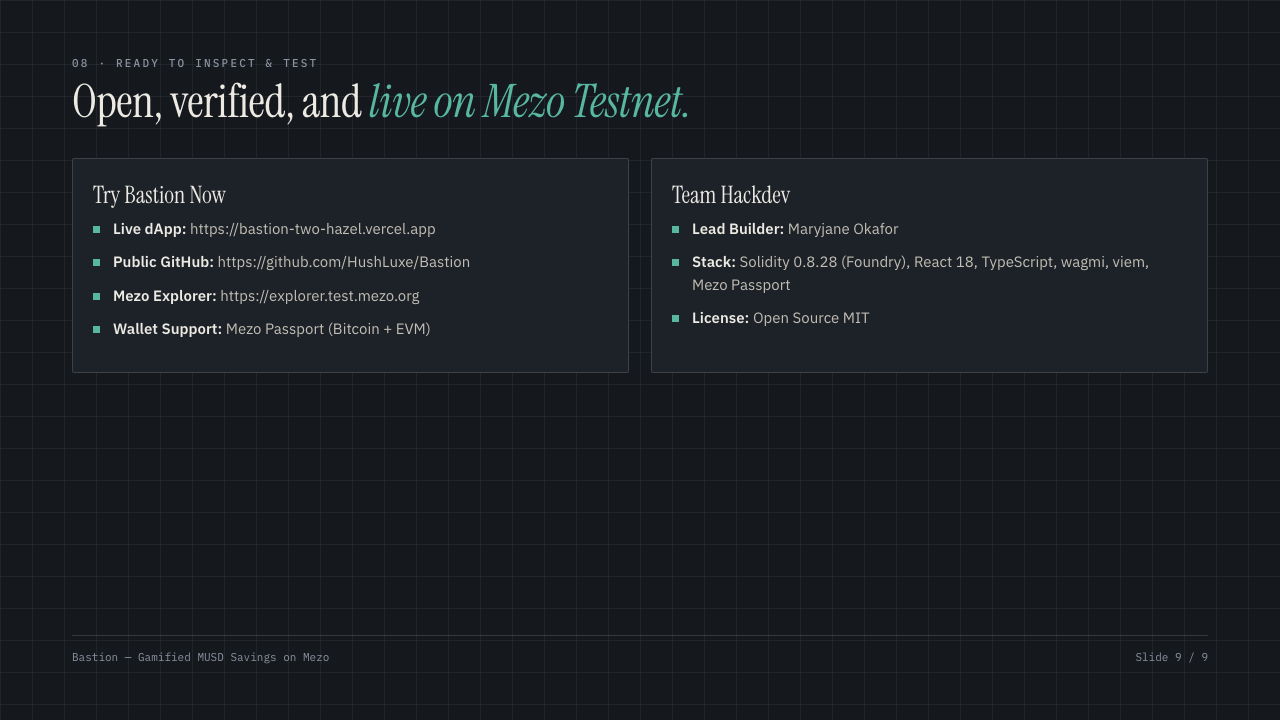 08 · READY TO INSPECT & TEST
Open, verified, and live on Mezo Testnet.
Try Bastion Now
Live dApp: https://bastion-two-hazel.vercel.app
Public GitHub: https://github.com/HushLuxe/Bastion
Mezo Explorer: https://explorer.test.mezo.org
Wallet Support: Mezo Passport (Bitcoin + EVM)
Team Hackdev
Lead Builder: Maryjane Okafor
Stack: Solidity 0.8.28 (Foundry), React 18, TypeScript, wagmi, viem,
Mezo Passport
License: Open Source MIT
Bastion — Gamified MUSD Savings on Mezo
Slide 9 / 9